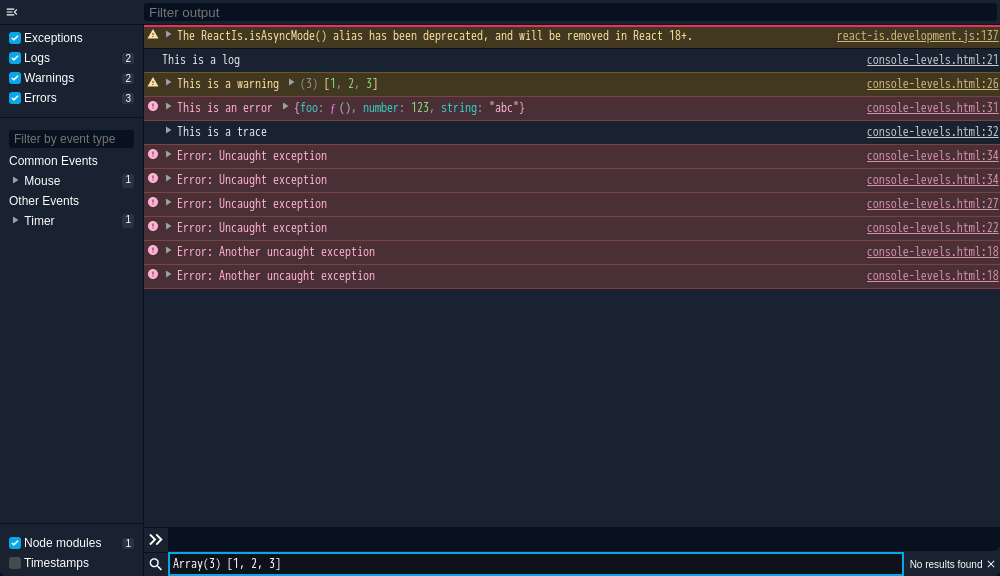 Filter output
Exceptions
Logs 2
Warnings 2
Errors 3
Filter by event type
Common Events
Mouse 1
Other Events
Timer 1
Node modules 1
Timestamps
The ReactIs.isAsyncMode() alias has been deprecated, and will be removed in React 18+. react-is.development.js:137
This is a log console-levels.html:21
This is a warning (3) [1, 2, 3] console-levels.html:26
This is an error {foo: ƒ (), number: 123, string: "abc"} console-levels.html:31
This is a trace console-levels.html:32
Error: Uncaught exception console-levels.html:34
Error: Uncaught exception console-levels.html:34
Error: Uncaught exception console-levels.html:27
Error: Uncaught exception console-levels.html:22
Error: Another uncaught exception console-levels.html:18
Error: Another uncaught exception console-levels.html:18
Array(3) [1, 2, 3] No results found